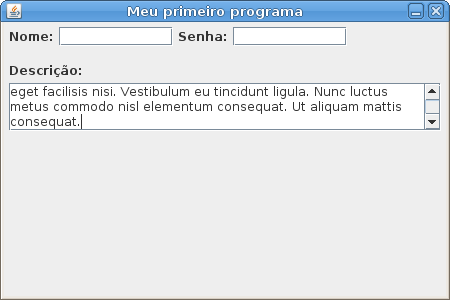 Meu primeiro programa
Nome: Senha:
Descrição:
eget facilisis nisi. Vestibulum eu tincidunt ligula. Nunc luctus
metus commodo nisl elementum consequat. Ut aliquam mattis
consequat.